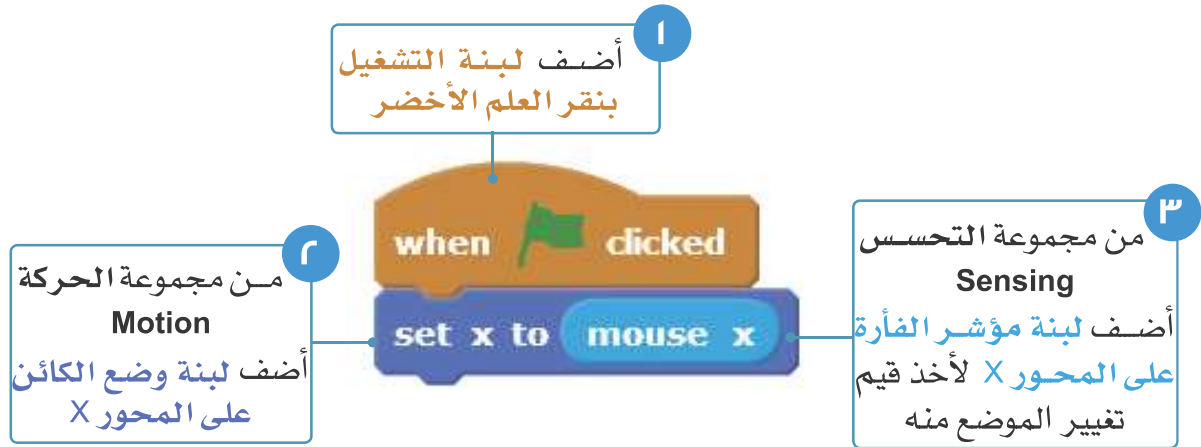 ١
أضف لبنة التشغيل
بنقر العلم الأخضر
when clicked
set x to mouse x
٢
من مجموعة الحركة
Motion
أضف لبنة وضع الكائن
على المحور X
٣
من مجموعة التحسس
Sensing
أضف لبنة مؤشر الفأرة
على المحور X لأخذ قيم
تغيير الموضع منه